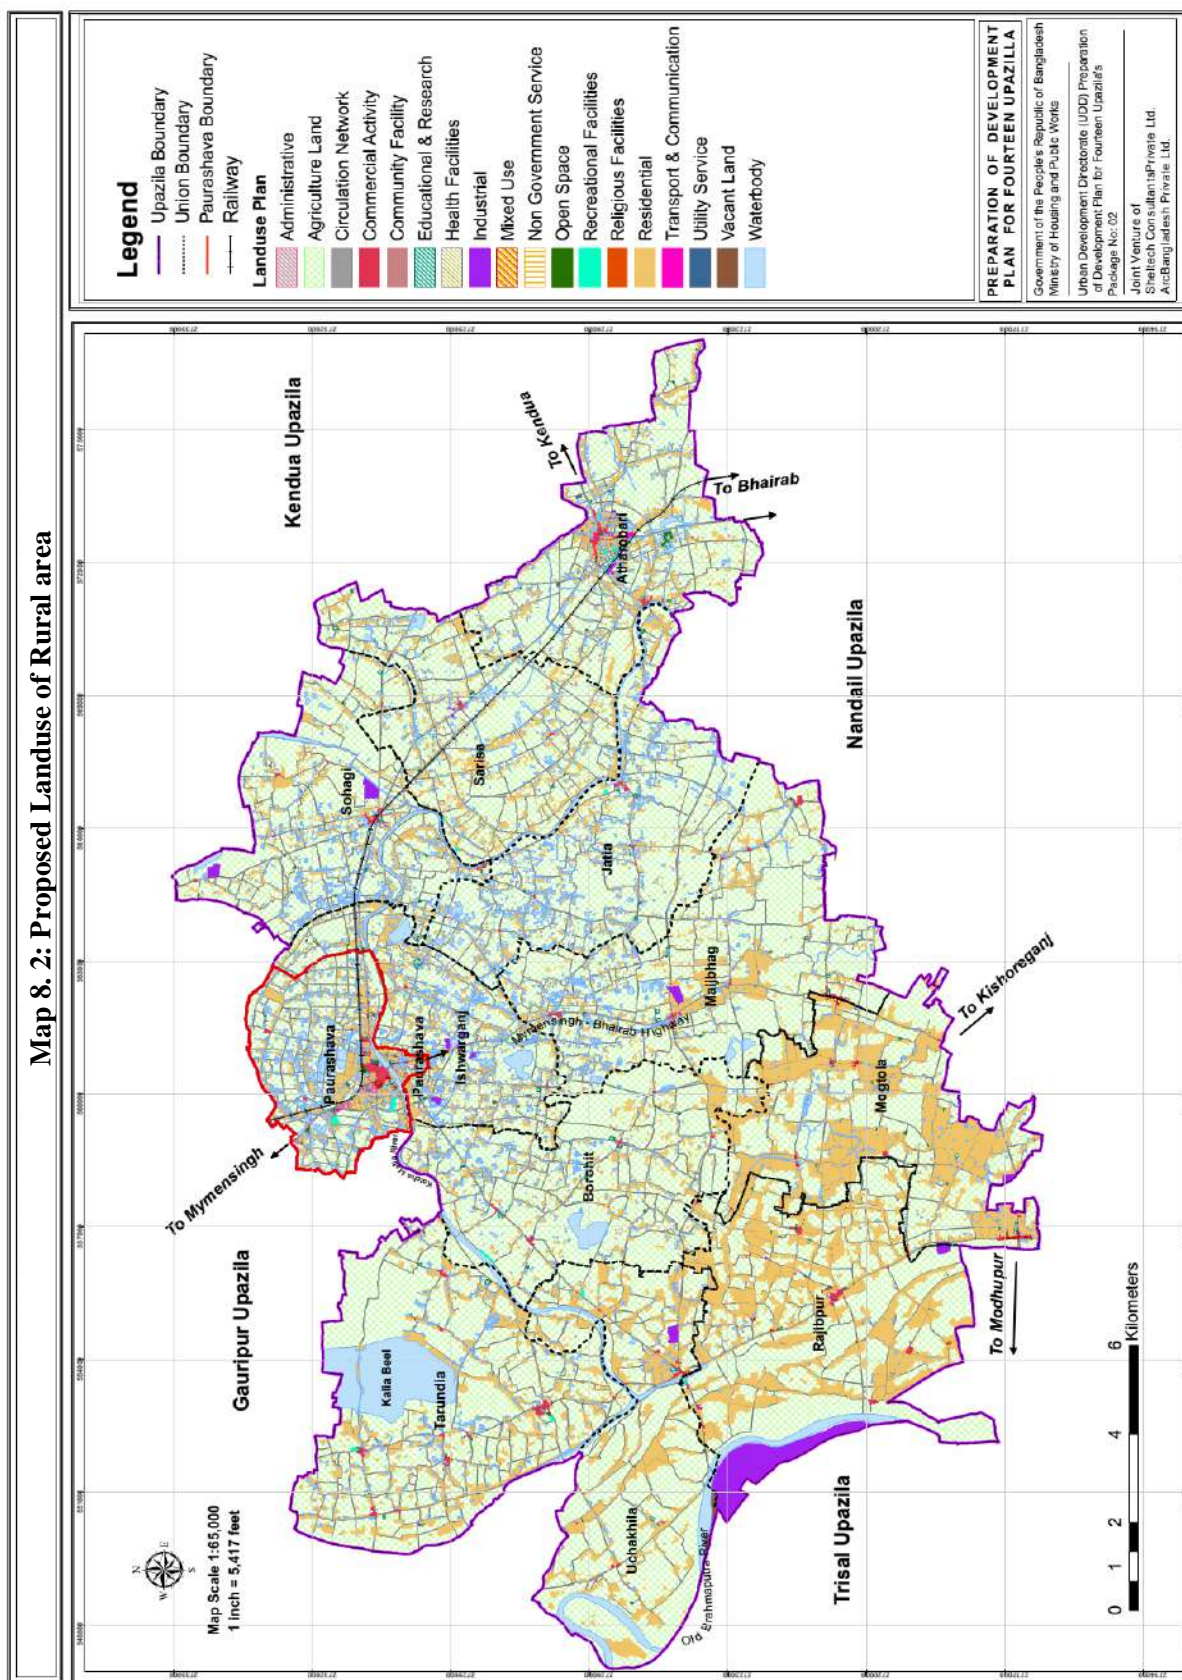 Map 8. 2: Proposed Landuse of Rural area
Legend
Upazila Boundary
Union Boundary
Paurashava Boundary
Railway
Landuse Plan
Administrative
Agriculture Land
Circulation Network
Commercial Activity
Community Facility
Educational & Research
Health Facilities
Industrial
Mixed Use
Non Government Service
Open Space
Recreational Facilities
Religious Facilities
Residential
Transport & Communication
Utility Service
Vacant Land
Waterbody
PREPARATION OF DEVELOPMENT
PLAN FOR FOURTEEN UPAZILLA
Government of the People's Republic of Bangladesh
Ministry of Housing and Public Works
Urban Development Directorate (UDD) Preparation
of Development Plan for Fourteen Upazila's
Package No: 02
Joint Venture of
Sheltech ConsultantsPrivate Ltd.
ArcBangladesh Private Ltd.
N
E
S
W
Map Scale 1:65,000
1 inch = 5,417 feet
Gauripur Upazila
Kendua Upazila
To Mymensingh
To Kendua
To Bhairab
Paurashava
Paurashava
Ishwarganj
Sohagi
Sarisa
Atharobari
Jatia
Maijbhag
Mymensingh - Bhairab Highway
Borohit
Kalia Beel
Tarundia
Uchakhila
Rajibpur
Mogtola
Old Brahmaputra River
Nandail Upazila
Trisal Upazila
To Kishoreganj
To Modhupur
0 1 2 4 6
Kilometers